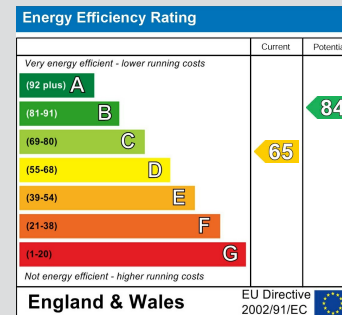 Energy Efficiency Rating
Current
Very energy efficient - lower running costs
(92 plus) A
(81-91) B
84
(69-80) C
65
(55-68) D
(39-54) E
(21-38) F
(1-20) G
Not energy efficient - higher running costs
England & Wales
EU Directive
2002/91/EC